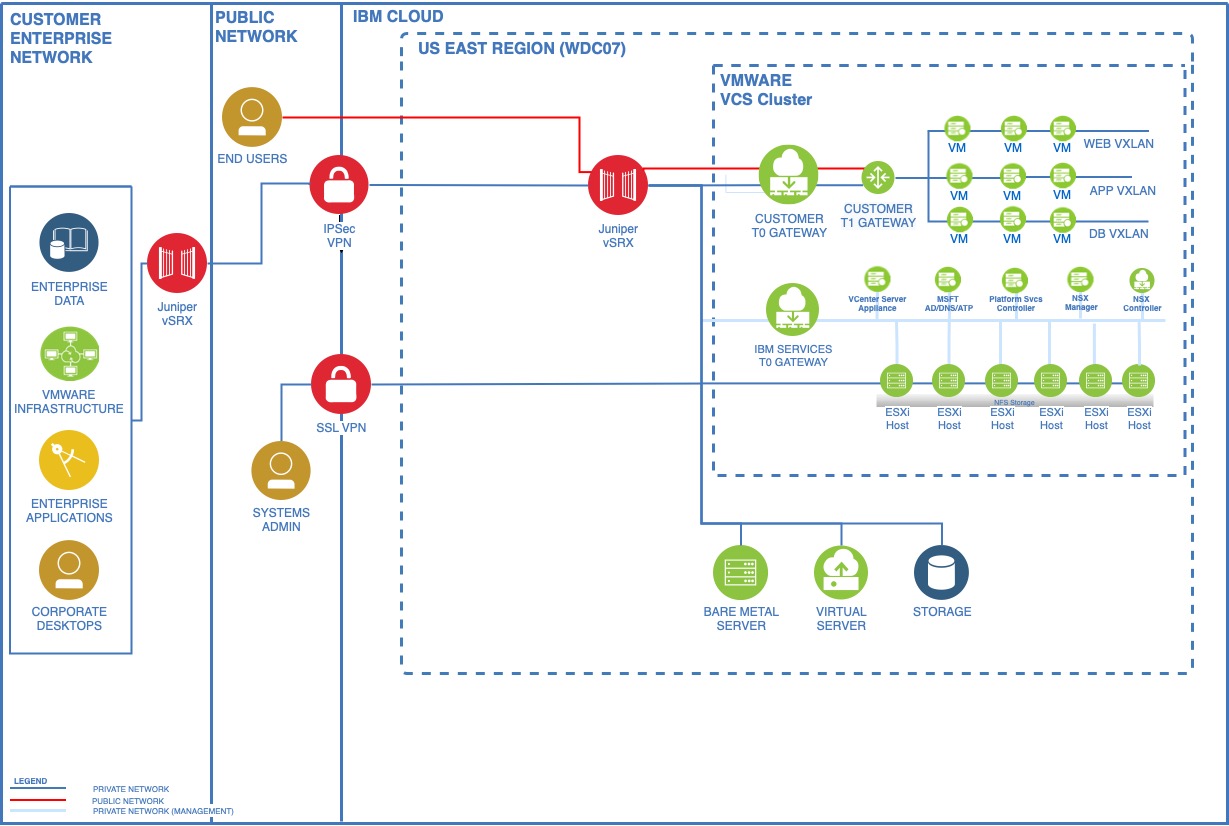 CUSTOMER
ENTERPRISE
NETWORK
PUBLIC
NETWORK
IBM CLOUD
US EAST REGION (WDC07)
VMWARE
VCS Cluster
END USERS
IPSec
VPN
Juniper
vSRX
CUSTOMER
T0 GATEWAY
CUSTOMER
T1 GATEWAY
VM
VM
VM
WEB VXLAN
VM
VM
VM
APP VXLAN
VM
VM
VM
DB VXLAN
ENTERPRISE
DATA
Juniper
vSRX
VMWARE
INFRASTRUCTURE
ENTERPRISE
APPLICATIONS
CORPORATE
DESKTOPS
VCenter Server
Appliance
MSFT
AD/DNS/ATP
Platform Svcs
Controller
NSX
Manager
NSX
Controller
IBM SERVICES
T0 GATEWAY
NFS Storage
ESXi
Host
ESXi
Host
ESXi
Host
ESXi
Host
ESXi
Host
ESXi
Host
SSL VPN
SYSTEMS
ADMIN
BARE METAL
SERVER
VIRTUAL
SERVER
STORAGE
LEGEND
PRIVATE NETWORK
PUBLIC NETWORK
PRIVATE NETWORK (MANAGEMENT)